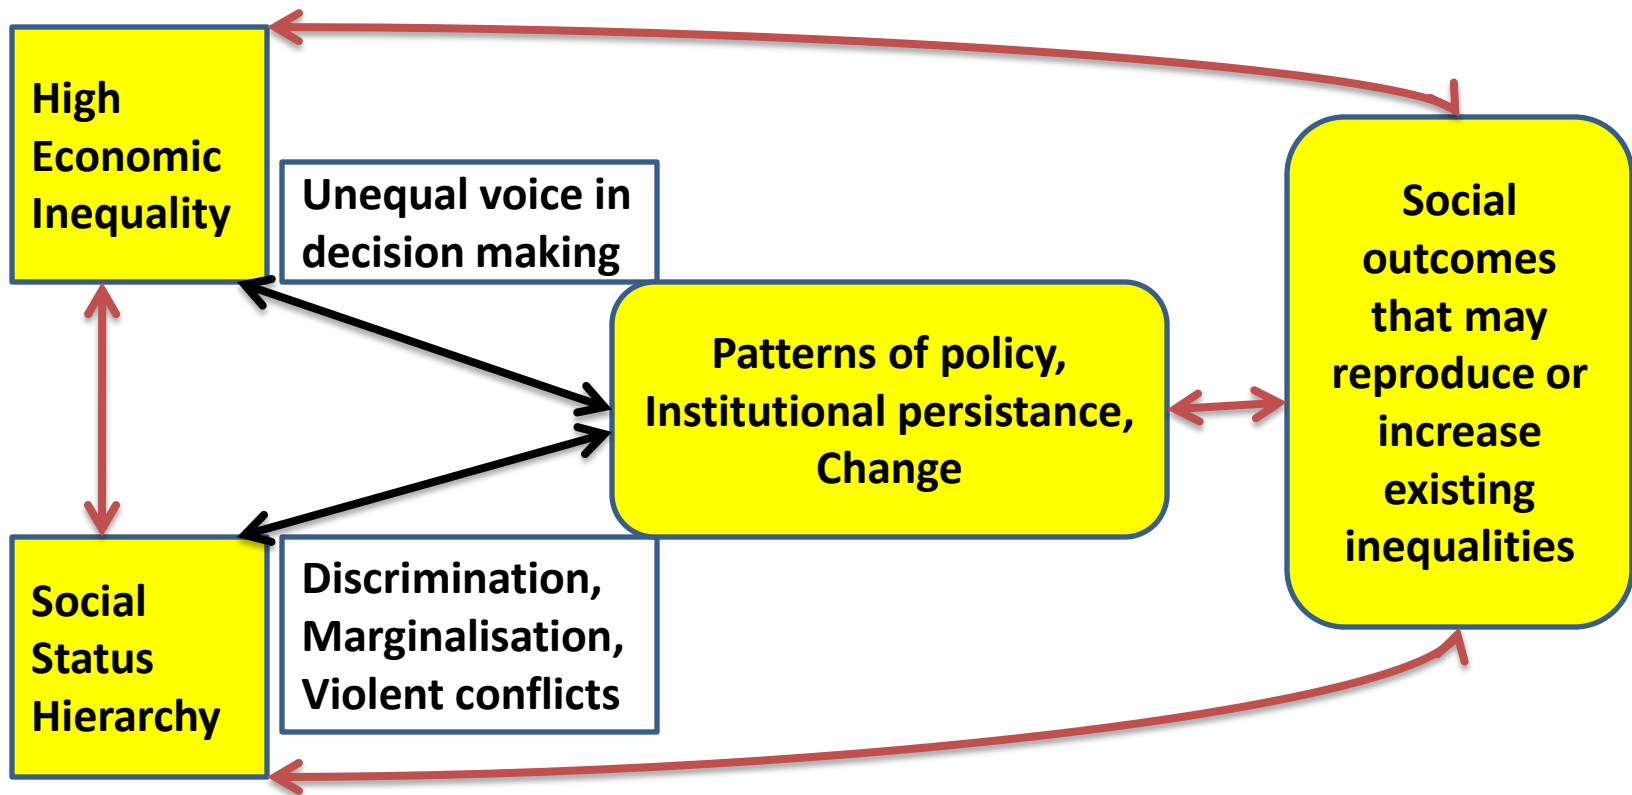 High
Economic
Inequality
Unequal voice in
decision making
Patterns of policy,
Institutional persistance,
Change
Social
outcomes
that may
reproduce or
increase
existing
inequalities
Social
Status
Hierarchy
Discrimination,
Marginalisation,
Violent conflicts